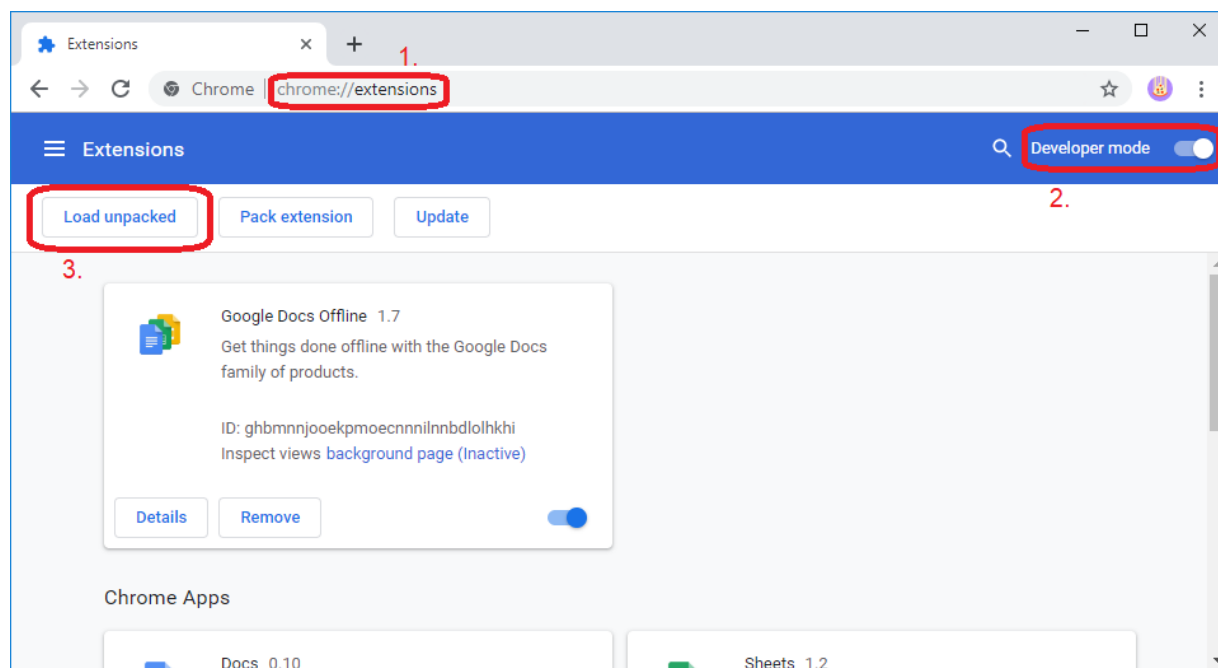 Extensions
1.
Chrome chrome://extensions
Extensions
Developer mode
2.
Load unpacked Pack extension Update
3.
Google Docs Offline 1.7
Get things done offline with the Google Docs
family of products.
ID: ghbmnnjooekpmoecnnnilnnbdlolhkhi
Inspect views background page (Inactive)
Details Remove
Chrome Apps
Docs 0.10
Sheets 1.2